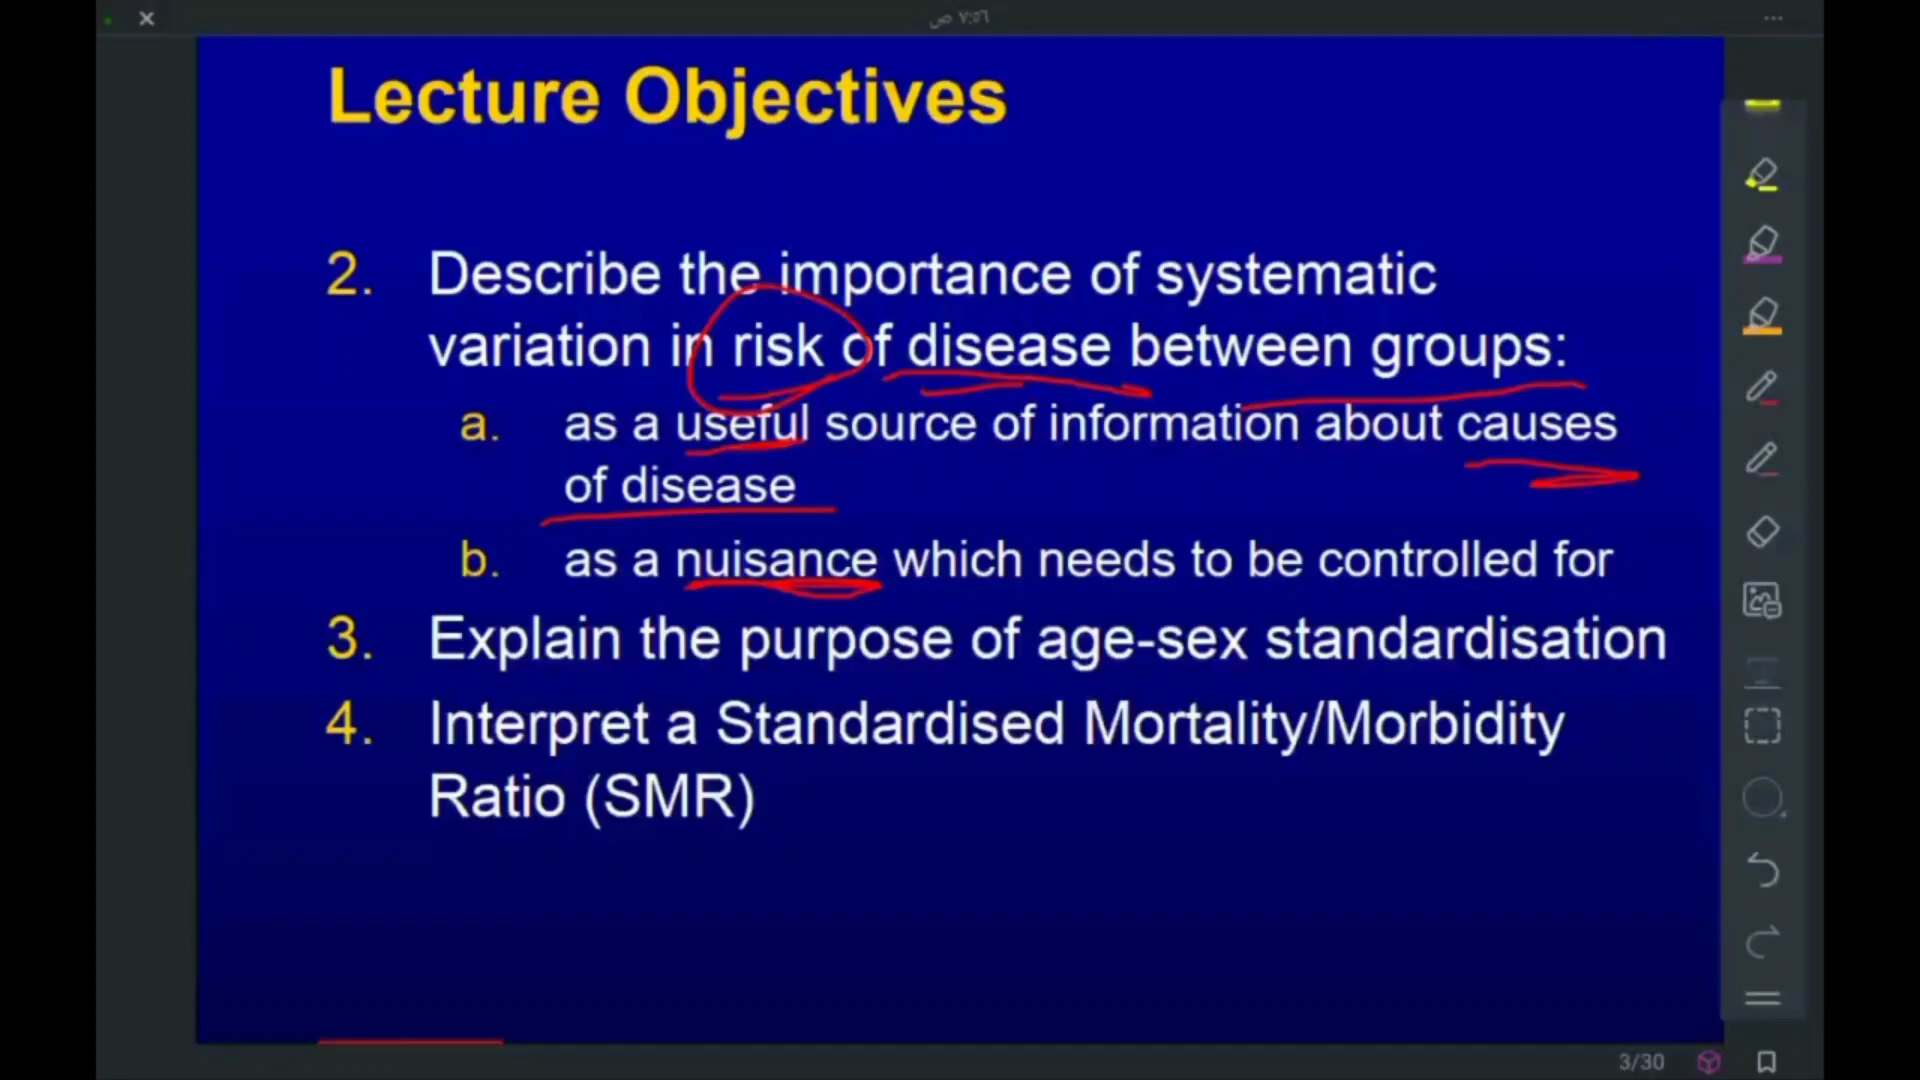 ٧:٥٦ ص
Lecture Objectives
2. Describe the importance of systematic
variation in risk of disease between groups:
a. as a useful source of information about causes
of disease
b. as a nuisance which needs to be controlled for
3. Explain the purpose of age-sex standardisation
4. Interpret a Standardised Mortality/Morbidity
Ratio (SMR)
3/30